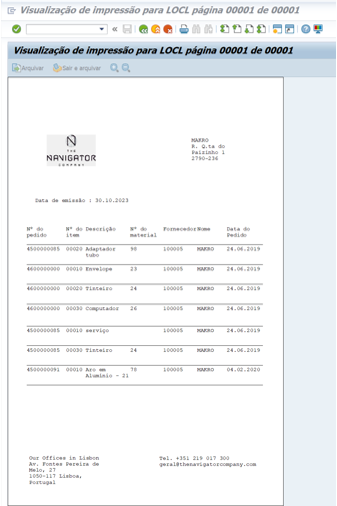 Visualização de impressão para LOCL página 00001 de 00001
Visualização de impressão para LOCL página 00001 de 00001
Arquivar Sair e arquivar
THE
NAVIGATOR
COMPANY
MAKRO
R. Q.ta do
Pairinho 1
2790-236
Data de emissão : 30.10.2023
Nº do pedido Nº do item Descrição Nº do material Fornecedor Nome Data do Pedido
4500000085 00020 Adaptador tubo 98 100005 MAKRO 24.06.2019
4600000000 00010 Envelope 23 100005 MAKRO 24.06.2019
4600000000 00020 Tinteiro 24 100005 MAKRO 24.06.2019
4600000000 00030 Computador 26 100005 MAKRO 24.06.2019
4500000085 00010 serviço 100005 MAKRO 24.06.2019
4500000085 00030 Tinteiro 24 100005 MAKRO 24.06.2019
4500000091 00010 Aro em Alumínio - 21 78 100005 MAKRO 04.02.2020
Our Offices in Lisbon
Av. Fontes Pereira de
Melo, 27
1050-117 Lisboa,
Portugal
Tel. +351 219 017 300
geral@thenavigatorcompany.com